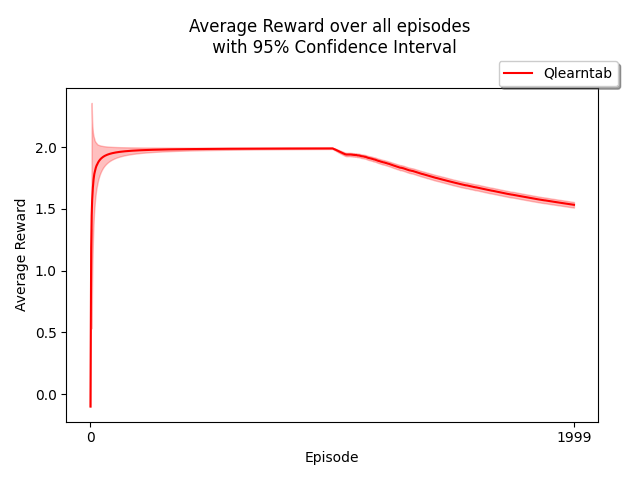 Average Reward over all episodes
with 95% Confidence Interval
Qlearntab
2.0
1.5
1.0
0.5
0.0
Average Reward
0
1999
Episode